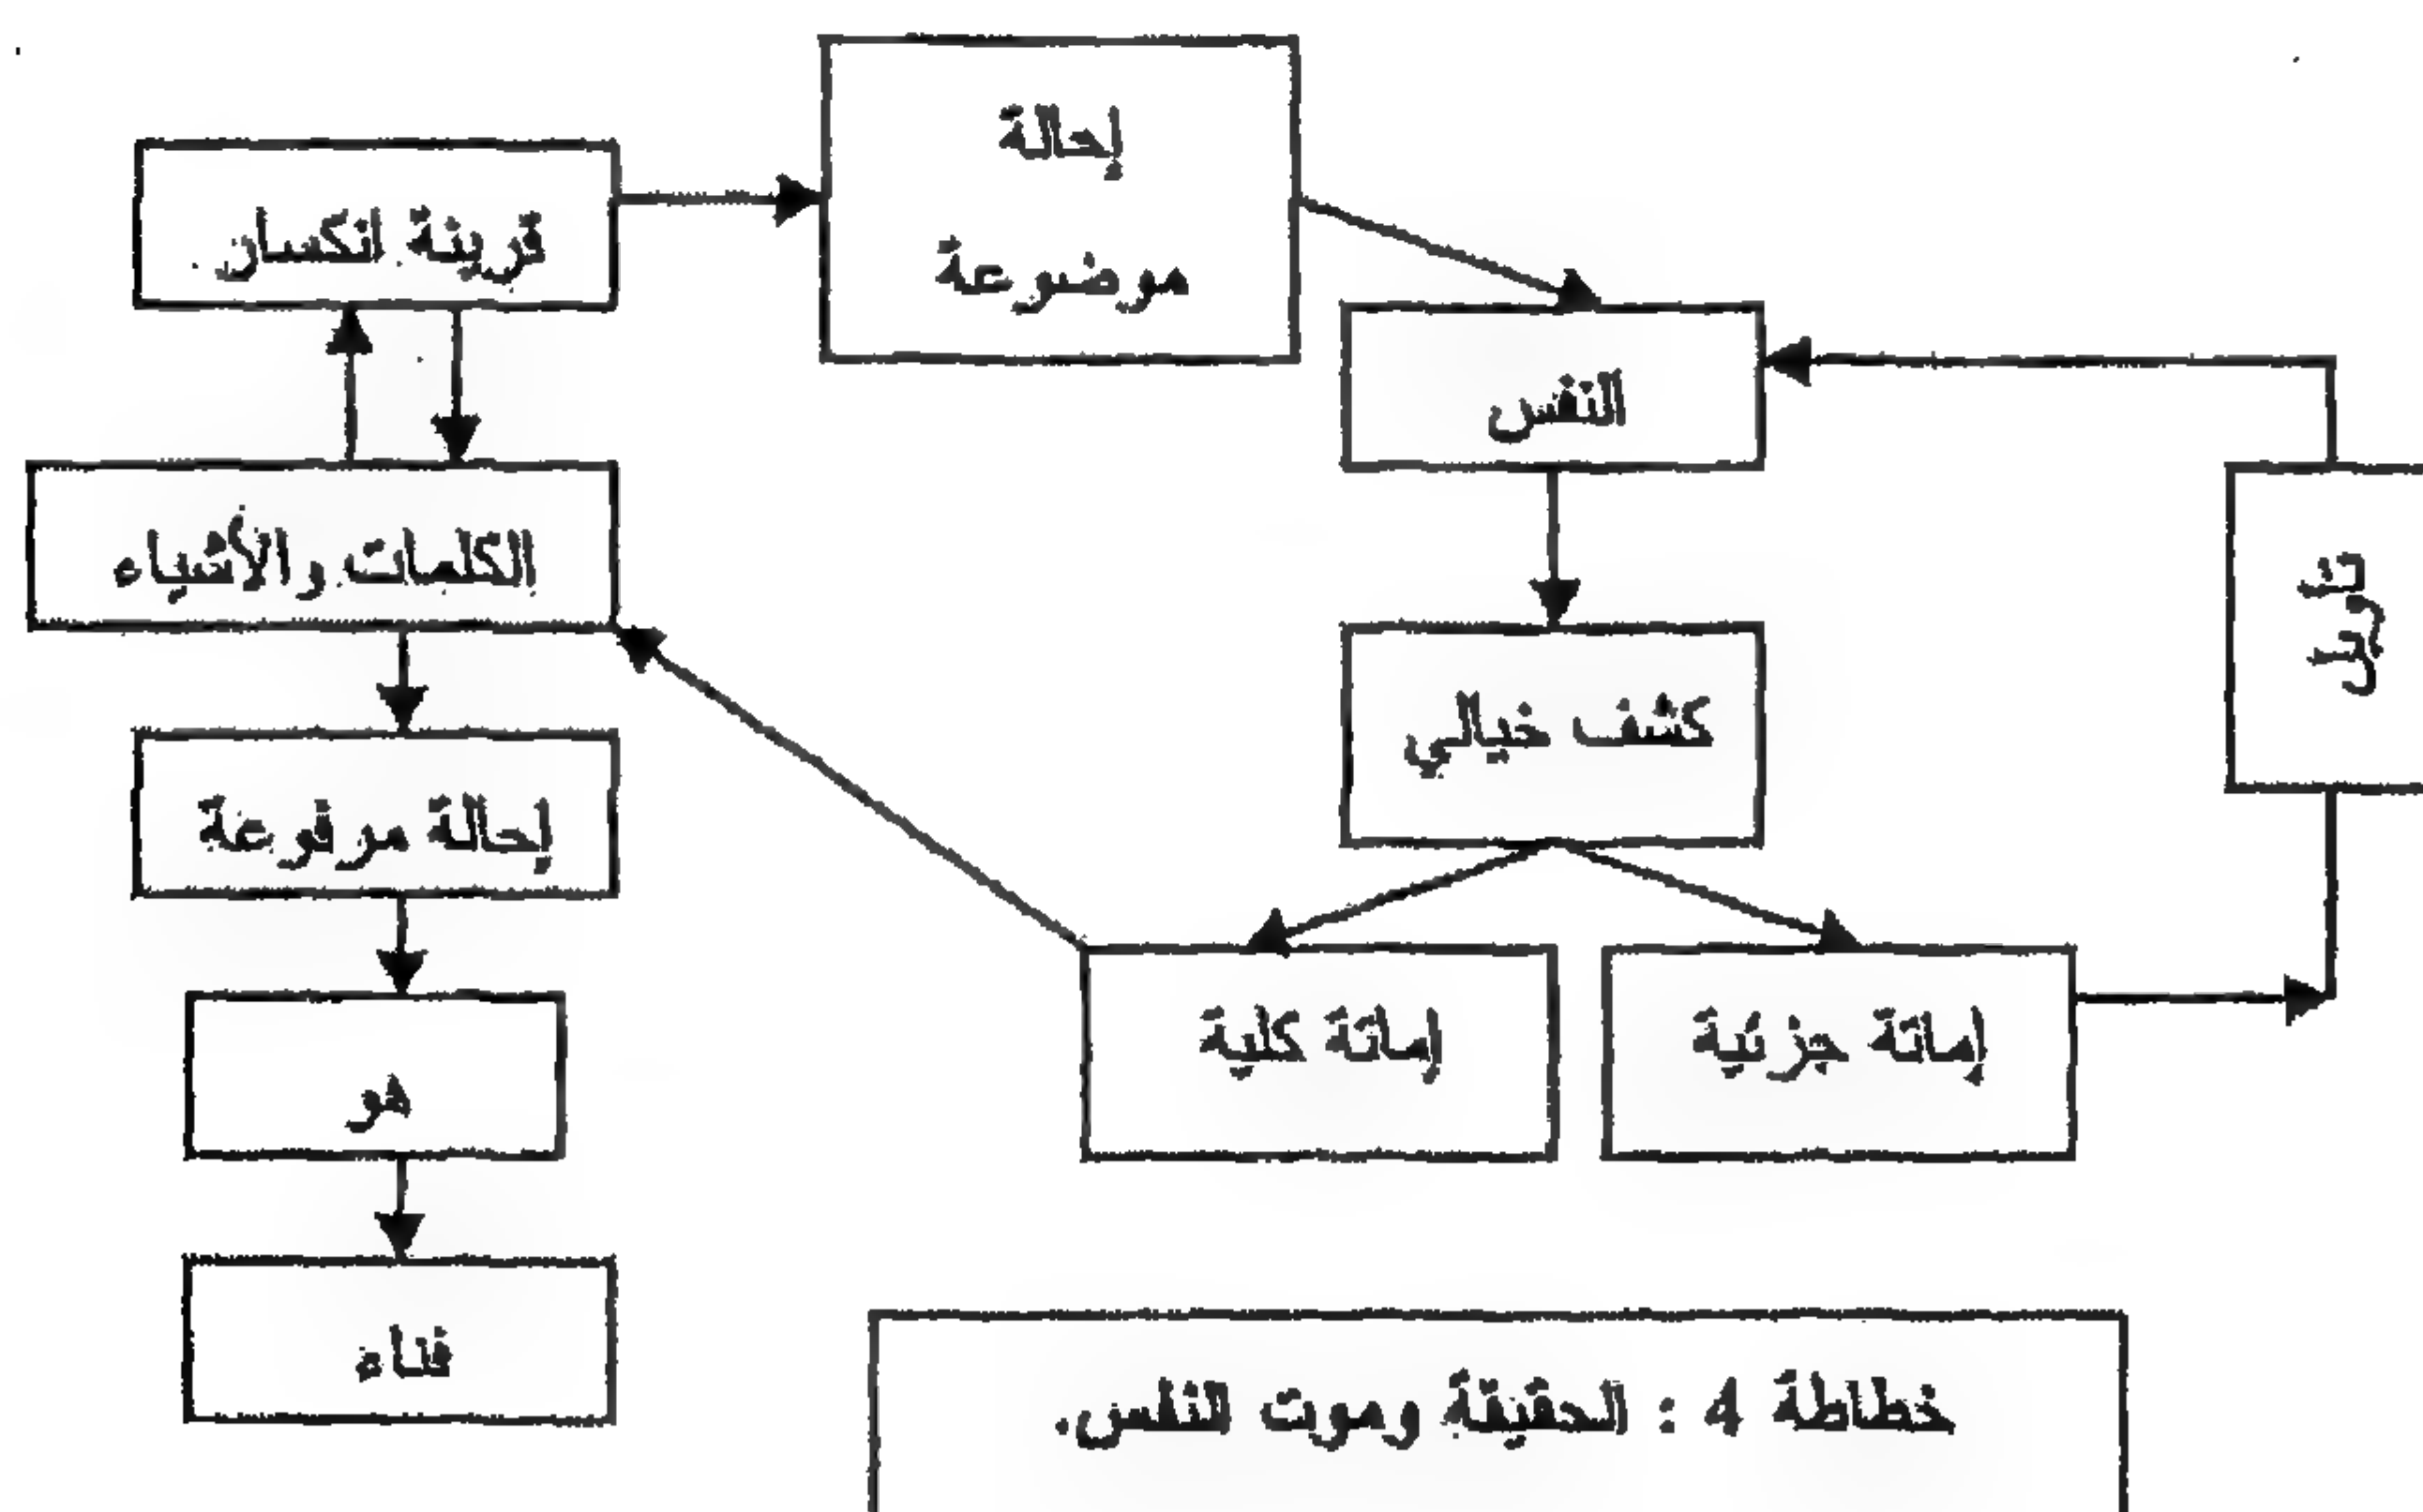 إحالة
موضوعة
قرينة انكسار
النفس
الكلمات والأشياء
كشف خيالي
إحالة مرفوعة
إماتة جزئية
إماتة كلية
هو
فناء
خطاطة 4 : الحقيقة وموت النفس.